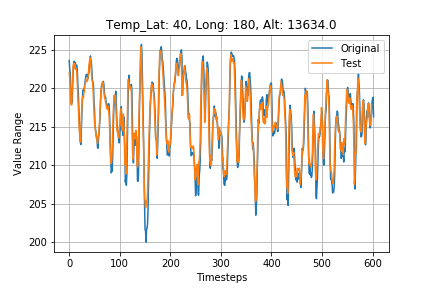 Temp_Lat: 40, Long: 180, Alt: 13634.0
Original
Test
Value Range
225
220
215
210
205
200
0 100 200 300 400 500 600
Timesteps